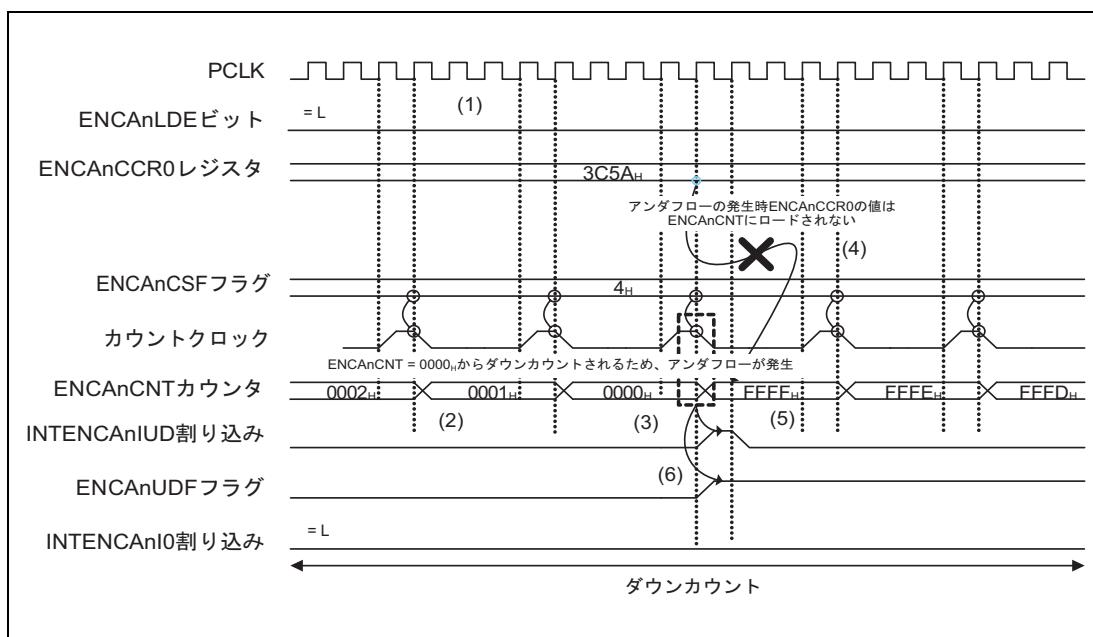 PCLK
(1)
ENCAnLDEビット
= L
ENCAnCCR0レジスタ
3C5AH
アンダフローの発生時ENCAnCCR0の値は
ENCAnCNTにロードされない
(4)
ENCAnCSFフラグ
4H
カウントクロック
ENCAnCNT = 0000Hからダウンカウントされるため、アンダフローが発生
ENCAnCNTカウンタ
0002H
0001H
0000H
FFFFH
FFFEH
FFFDH
(2)
(3)
(5)
INTENCAnIUD割り込み
(6)
ENCAnUDFフラグ
INTENCAnI0割り込み
= L
ダウンカウント